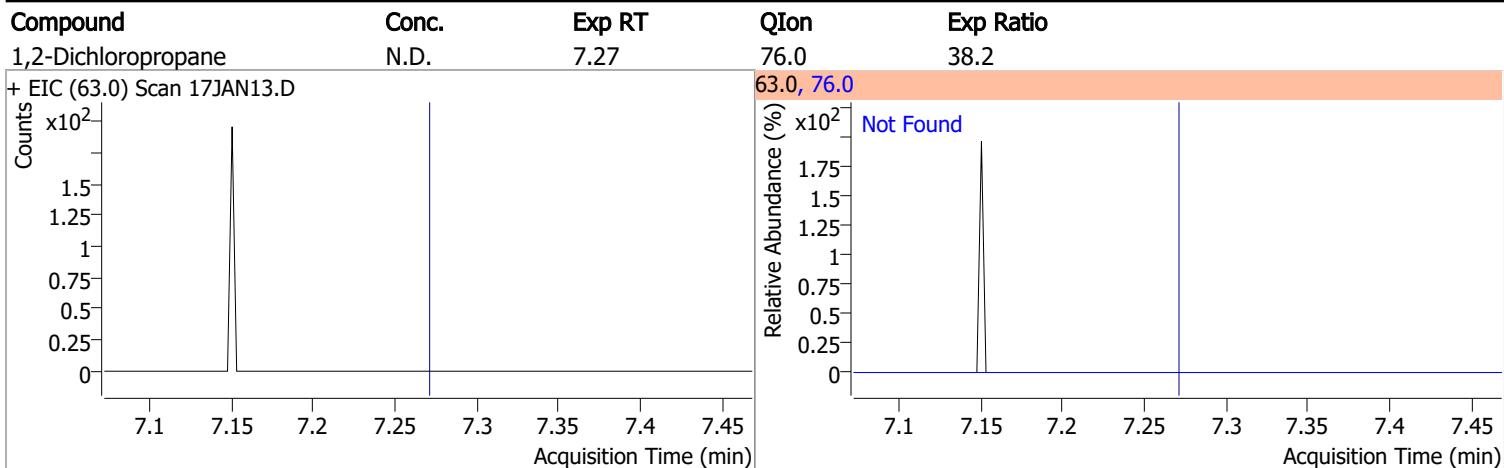 Compound Conc. Exp RT QIon Exp Ratio
1,2-Dichloropropane N.D. 7.27 76.0 38.2
+ EIC (63.0) Scan 17JAN13.D
Counts
x10²
1.5
1.25
1
0.75
0.5
0.25
0
7.1 7.15 7.2 7.25 7.3 7.35 7.4 7.45
Acquisition Time (min)
63.0, 76.0
Relative Abundance (%)
x10²
Not Found
1.75
1.5
1.25
1
0.75
0.5
0.25
0
7.1 7.15 7.2 7.25 7.3 7.35 7.4 7.45
Acquisition Time (min)